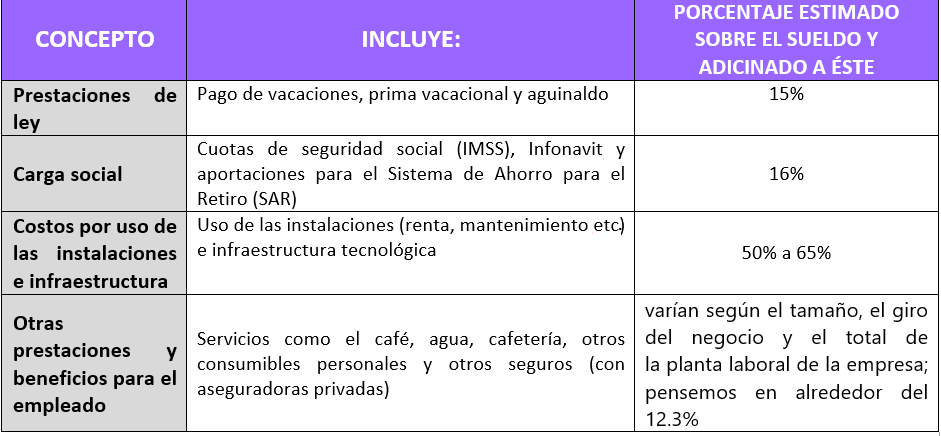 CONCEPTO
INCLUYE:
PORCENTAJE ESTIMADO
SOBRE EL SUELDO Y
ADICINADO A ÉSTE
Prestaciones de
ley
Pago de vacaciones, prima vacacional y aguinaldo
15%
Carga social
Cuotas de seguridad social (IMSS), Infonavit y
aportaciones para el Sistema de Ahorro para el
Retiro (SAR)
16%
Costos por uso de
las instalaciones
e infraestructura
Uso de las instalaciones (renta, mantenimiento etc.)
e infraestructura tecnológica
50% a 65%
Otras
prestaciones y
beneficios para el
empleado
Servicios como el café, agua, cafetería, otros
consumibles personales y otros seguros (con
aseguradoras privadas)
varían según el tamaño, el giro
del negocio y el total de
la planta laboral de la empresa;
pensemos en alrededor del
12.3%